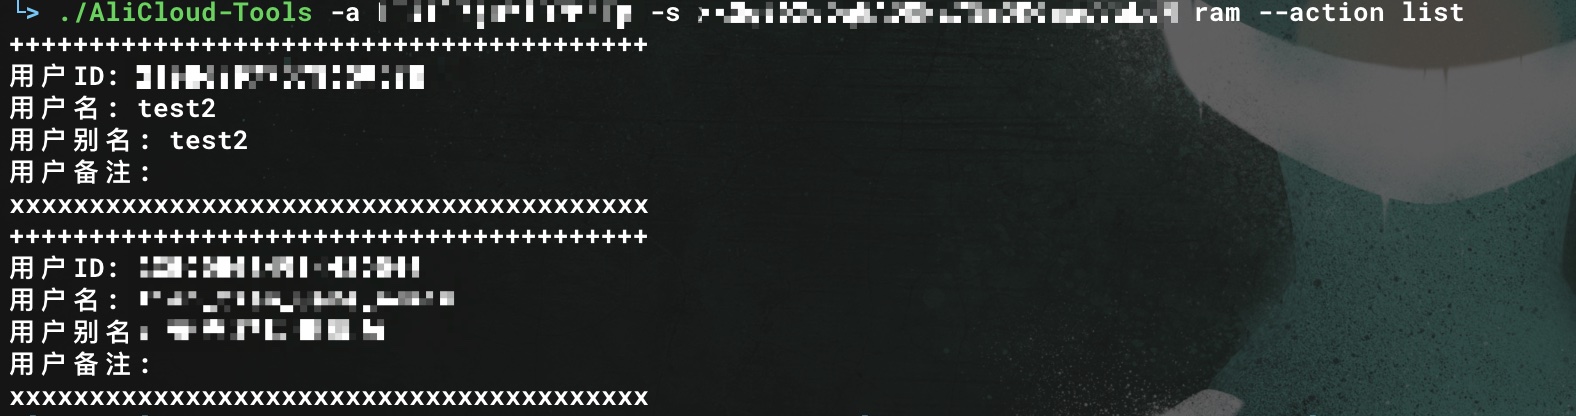 └> ./AliCloud-Tools -a -s ram --action list
++++++++++++++++++++++++++++++++++++++++
用户ID:
用户名: test2
用户别名: test2
用户备注:
xxxxxxxxxxxxxxxxxxxxxxxxxxxxxxxxxxxxxxxx
++++++++++++++++++++++++++++++++++++++++
用户ID:
用户名:
用户别名:
用户备注:
xxxxxxxxxxxxxxxxxxxxxxxxxxxxxxxxxxxxxxxx